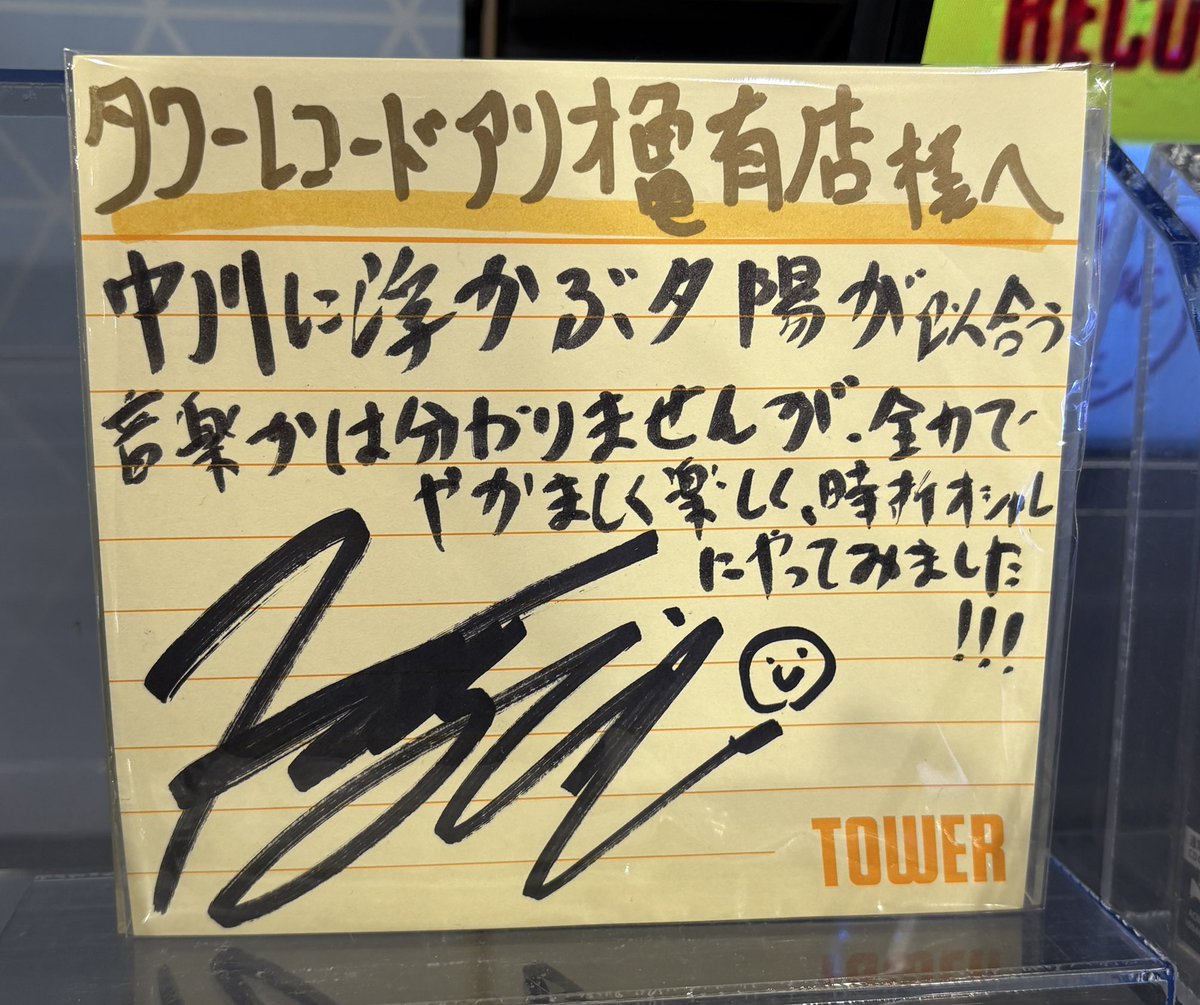 RECO
タワーレコードアリオ亀有店様へ
中川に浮かぶ夕陽が似合う
音楽かは分かりませんが、全力で
やかましく楽しく、時折オシャレ
にやってみました
!!!
TOWER